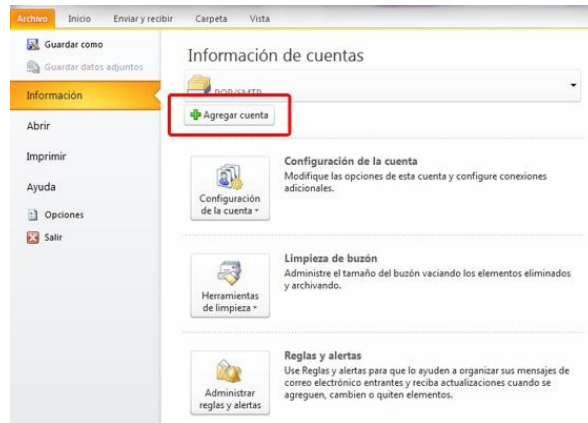 Archivo Inicio Enviar y recibir Carpeta Vista
Guardar como
Guardar datos adjuntos
Información
Abrir
Imprimir
Ayuda
Opciones
Salir
Información de cuentas
POP/SMTP
Agregar cuenta
Configuración de la cuenta
Modifique las opciones de esta cuenta y configure conexiones
adicionales.
Configuración
de la cuenta
Limpieza de buzón
Administre el tamaño del buzón vaciando los elementos eliminados
y archivando.
Herramientas
de limpieza
Reglas y alertas
Use Reglas y alertas para que lo ayuden a organizar sus mensajes de
correo electrónico entrantes y reciba actualizaciones cuando se
agreguen, cambien o quiten elementos.
Administrar
reglas y alertas